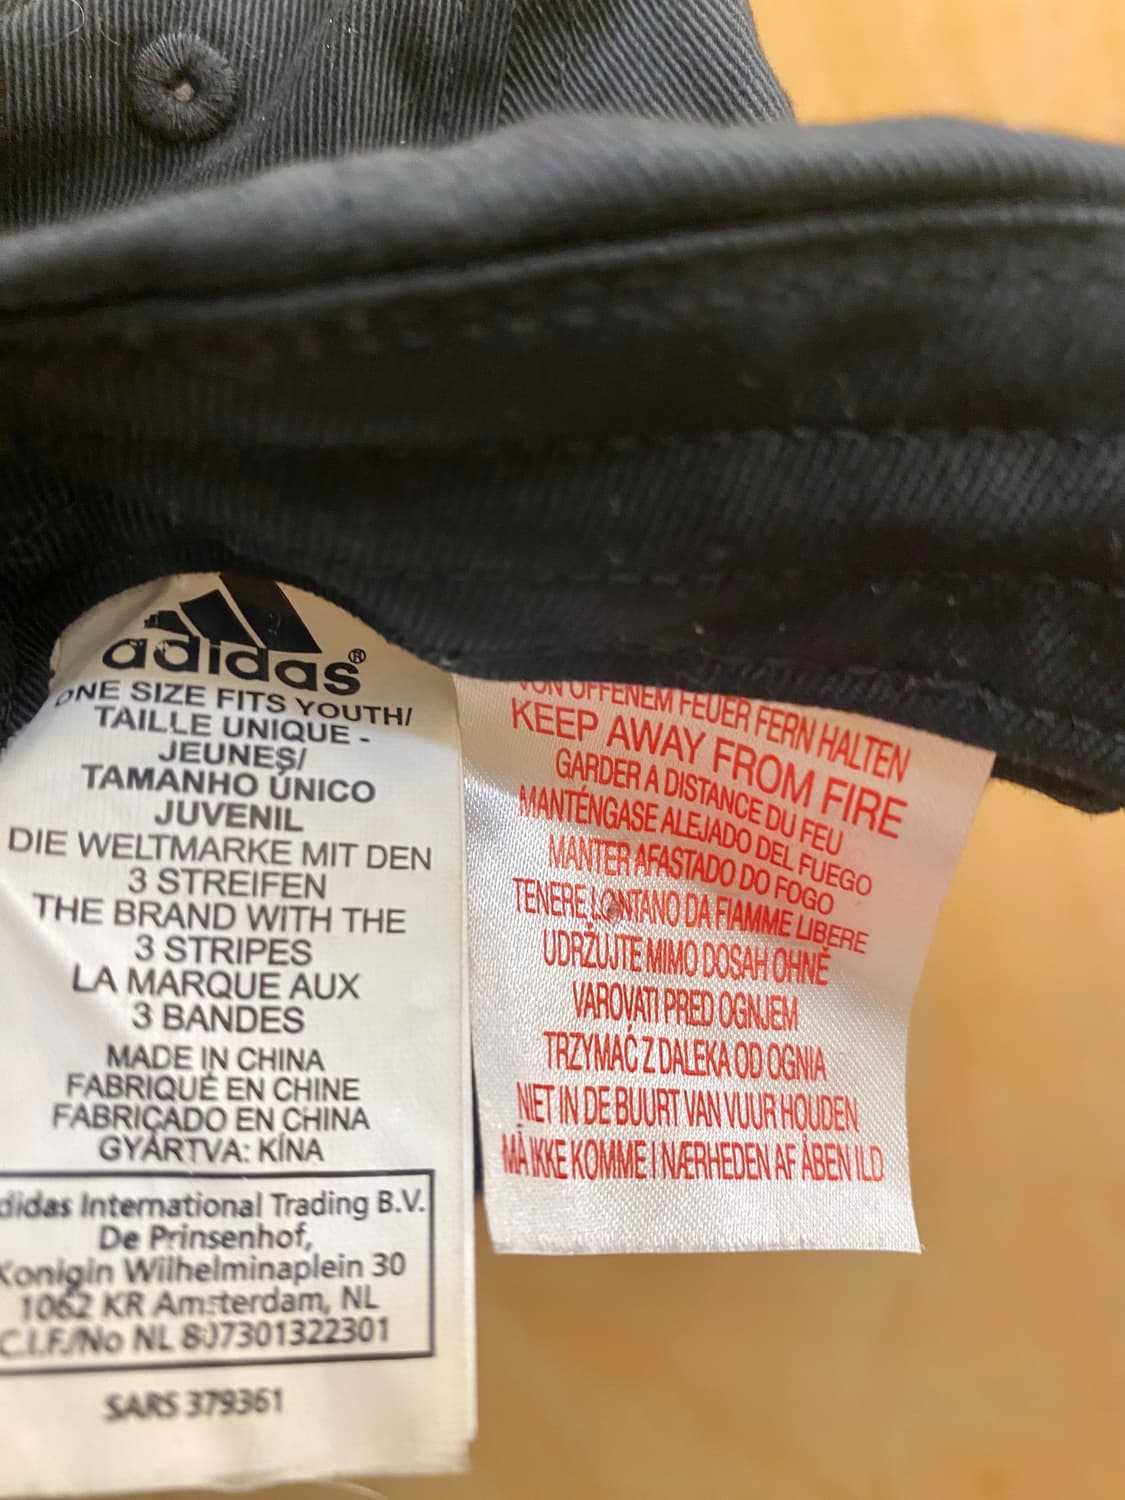 adidas®
ONE SIZE FITS YOUTH/
TAILLE UNIQUE -
JEUNES/
TAMANHO ÚNICO
JUVENIL
DIE WELTMARKE MIT DEN
3 STREIFEN
THE BRAND WITH THE
3 STRIPES
LA MARQUE AUX
3 BANDES
MADE IN CHINA
FABRIQUÉ EN CHINE
FABRICADO EN CHINA
GYÁRTVA: KÍNA
didas International Trading B.V.
De Prinsenhof,
Konigin Wilhelminaplein 30
1062 KR Amsterdam, NL
C.I.F./No NL 807301322301
SARS 379361
VON OFFENEM FEUER FERN HALTEN
KEEP AWAY FROM FIRE
GARDER A DISTANCE DU FEU
MANTÉNGASE ALEJADO DEL FUEGO
MANTER AFASTADO DO FOGO
TENERE LONTANO DA FIAMME LIBERE
UDRŽUJTE MIMO DOSAH OHNĚ
VAROVATI PRED OGNJEM
TRZYMAĆ Z DALEKA OD OGNIA
NIET IN DE BUURT VAN VUUR HOUDEN
MÅ IKKE KOMME I NÆRHEDEN AF ÅBEN ILD